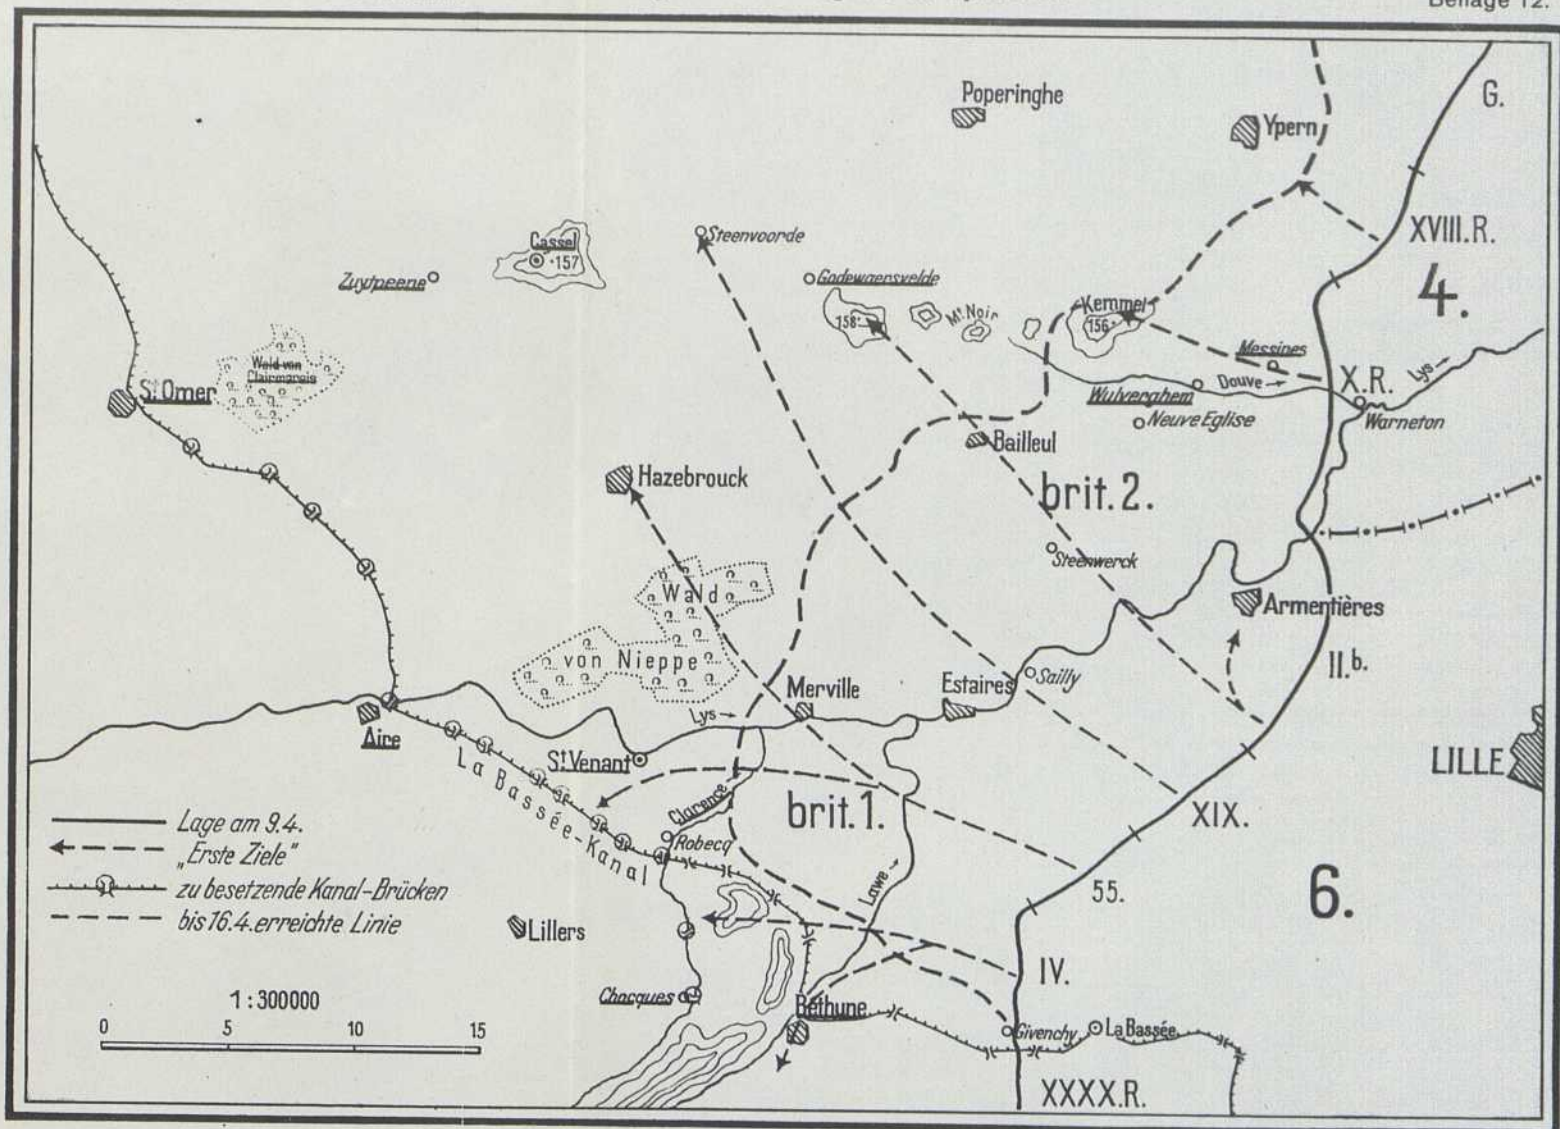 Beilage 12.
G.
Poperinghe
Ypern
XVIII.R.
4.
Steenvoorde
Cassel
·157
Zuytpeene
Godewaersvelde
158
Mt. Noir
Kemmel
156
Messines
Lys →
Wald von
Clairmarais
St. Omer
Wulverghem
Douve →
X.R.
Warneton
Neuve Eglise
Bailleul
Hazebrouck
brit. 2.
Steenwerck
Wald
von Nieppe
Armentières
II.b.
Sailly
Merville
Estaires
Lys →
Aire
St. Venant
La Bassée-Kanal
LILLE
Clarence
brit. 1.
XIX.
Robecq
Lawe →
55.
6.
Lage am 9.4.
„Erste Ziele"
zu besetzende Kanal-Brücken
bis 16.4. erreichte Linie
Lillers
IV.
1 : 300000
0 5 10 15
Chocques
Béthune
Givenchy
La Bassée
XXXX.R.